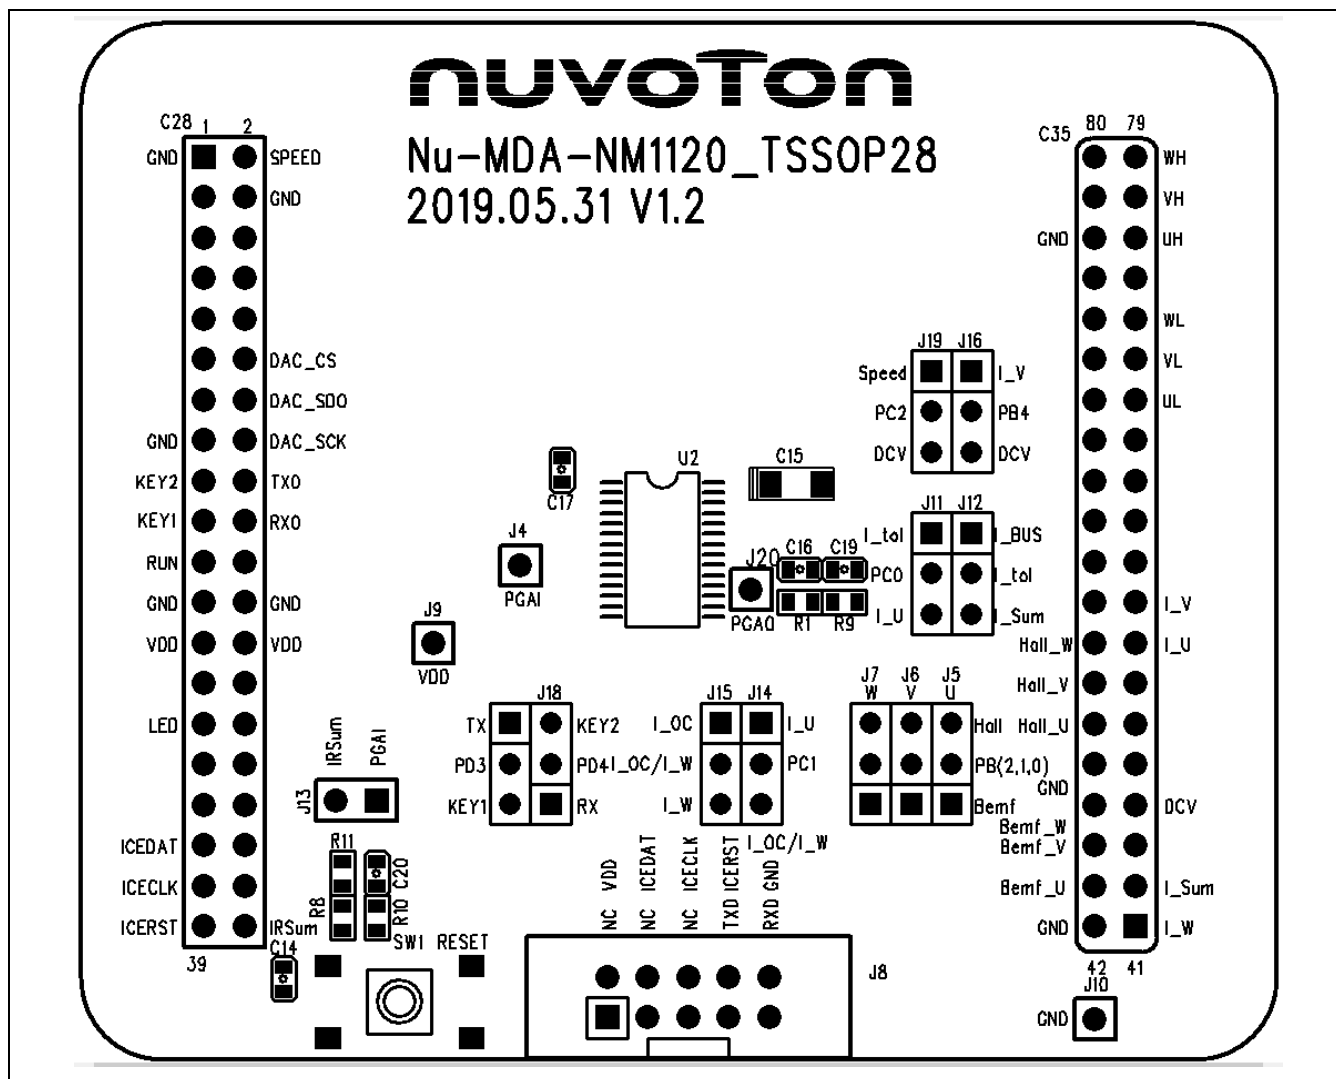 nuvoTon
Nu-MDA-NM1120_TSSOP28
2019.05.31 V1.2
C28 1 2
GND SPEED
GND
DAC_CS
DAC_SDO
GND DAC_SCK
KEY2 TX0
KEY1 RX0
RUN
GND GND
VDD VDD
LED
ICEDAT
ICECLK
ICERST IRSum
39
C35 80 79
WH
VH
GND UH
WL
VL
UL
I_V
Hall_W I_U
Hall_V
Hall_U
GND
DCV
Bemf_W
Bemf_V
Bemf_U I_Sum
GND I_W
42 41
J10
GND
J19 J16
Speed I_V
PC2 PB4
DCV DCV
J11 J12
I_tol I_BUS
PC0 I_tol
I_U I_Sum
U2
C15
C17
J4
PGAI
J20
PGAO
C16 C19
R1 R9
J9
VDD
J18
TX KEY2
PD3 PD4
KEY1 RX
J15 J14
I_OC I_U
I_OC/I_W PC1
I_W
I_OC/I_W
J7 J6 J5
W V U
Hall
PB(2,1,0)
Bemf
IRSum
PGAI
J13
R11
C20
R8
R10
C14
SW1 RESET
NC VDD
NC ICEDAT
NC ICECLK
TXD ICERST
RXD GND
J8